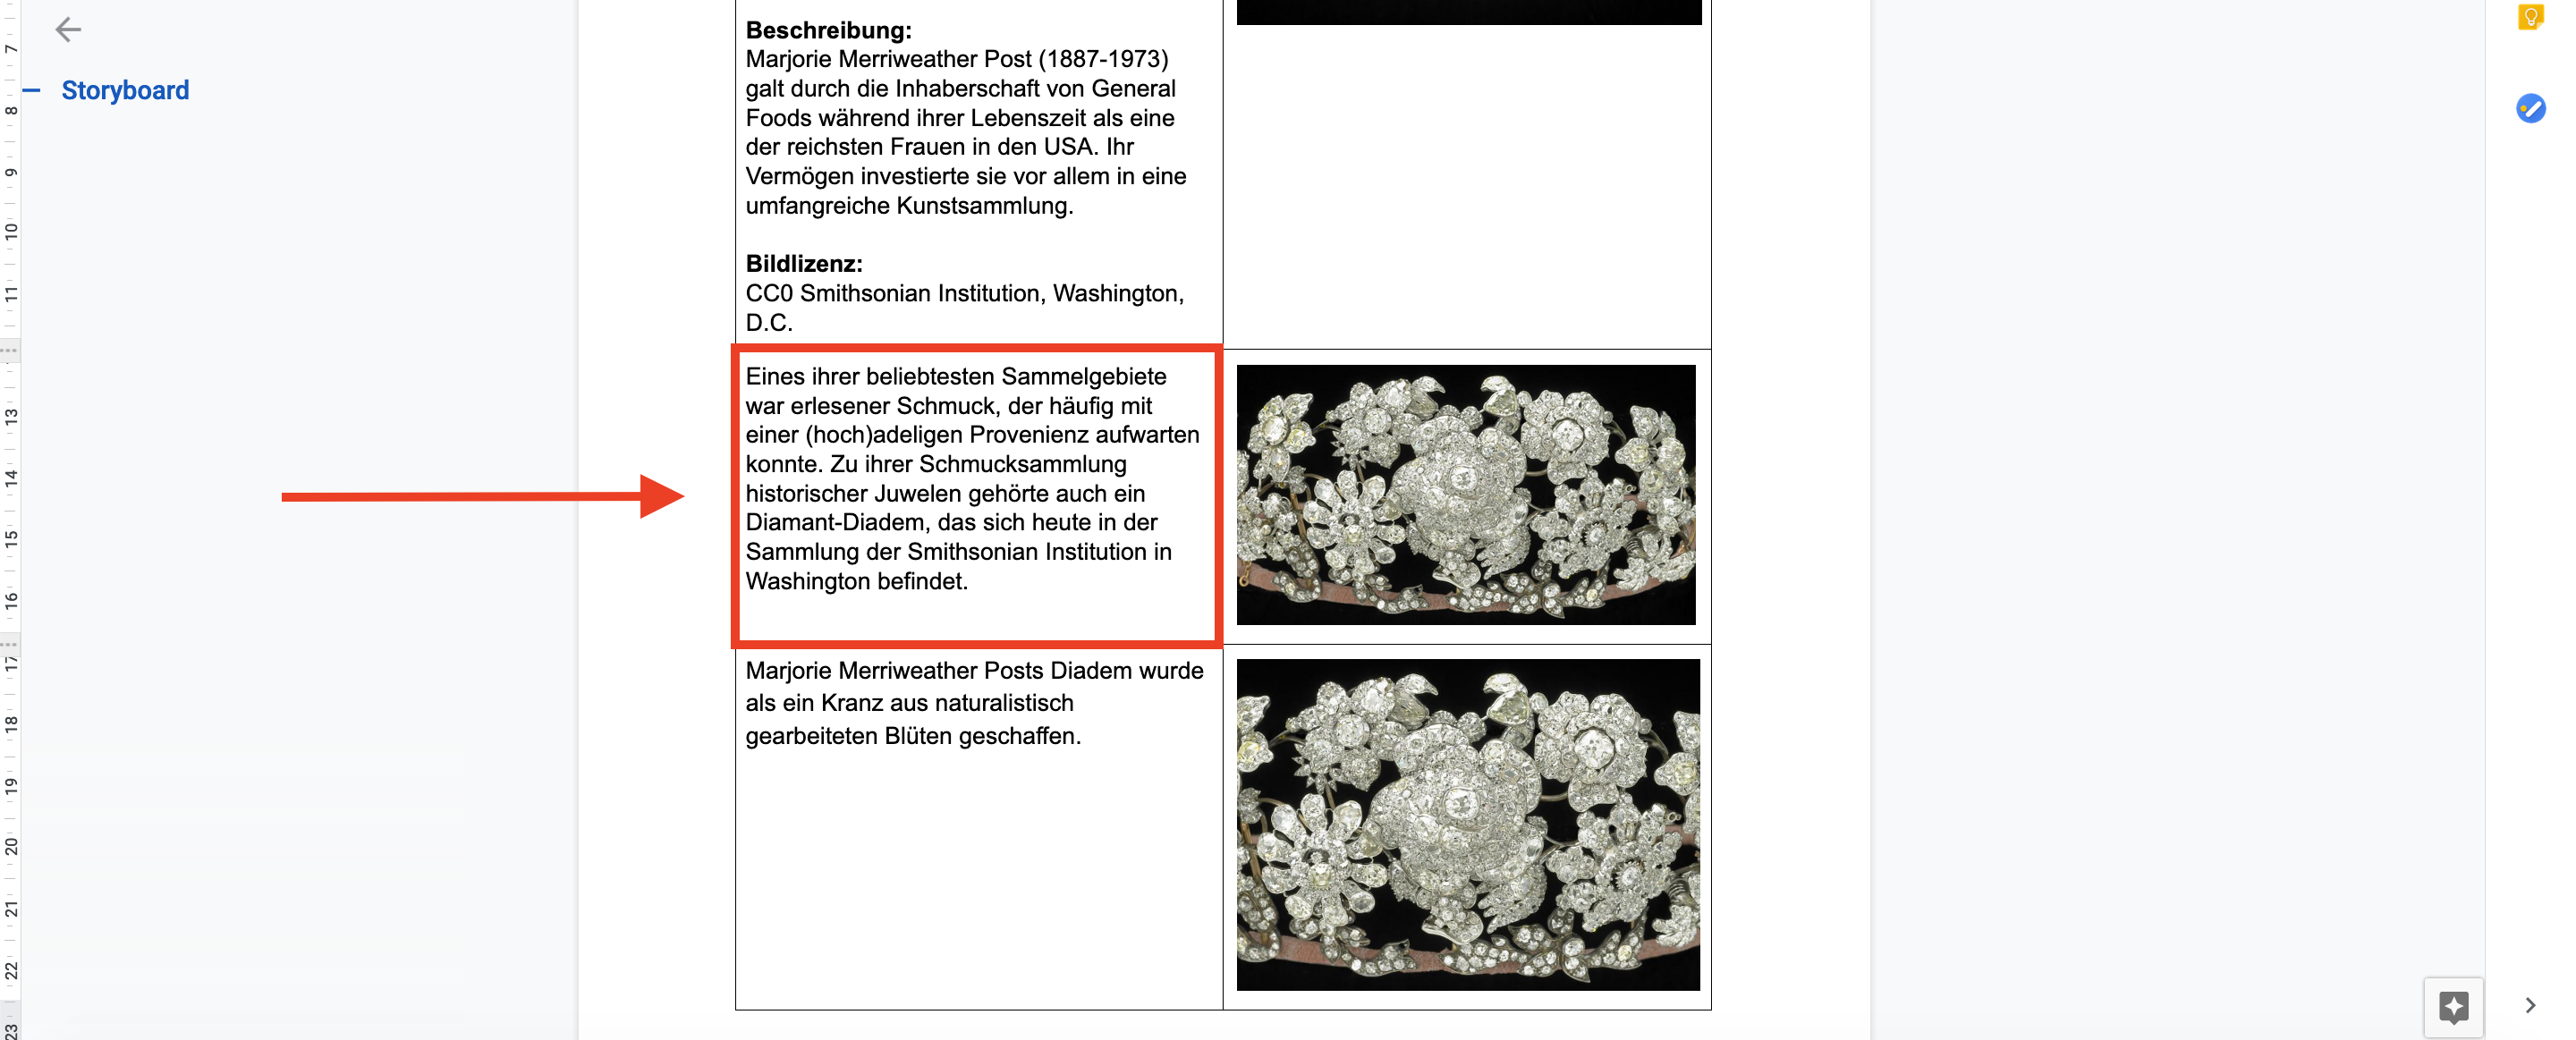 7
8
9
10
11
13
14
15
16
17
18
19
20
21
22
23
Storyboard
Beschreibung:
Marjorie Merriweather Post (1887-1973)
galt durch die Inhaberschaft von General
Foods während ihrer Lebenszeit als eine
der reichsten Frauen in den USA. Ihr
Vermögen investierte sie vor allem in eine
umfangreiche Kunstsammlung.
Bildlizenz:
CC0 Smithsonian Institution, Washington,
D.C.
Eines ihrer beliebtesten Sammelgebiete
war erlesener Schmuck, der häufig mit
einer (hoch)adeligen Provenienz aufwarten
konnte. Zu ihrer Schmucksammlung
historischer Juwelen gehörte auch ein
Diamant-Diadem, das sich heute in der
Sammlung der Smithsonian Institution in
Washington befindet.
Marjorie Merriweather Posts Diadem wurde
als ein Kranz aus naturalistisch
gearbeiteten Blüten geschaffen.